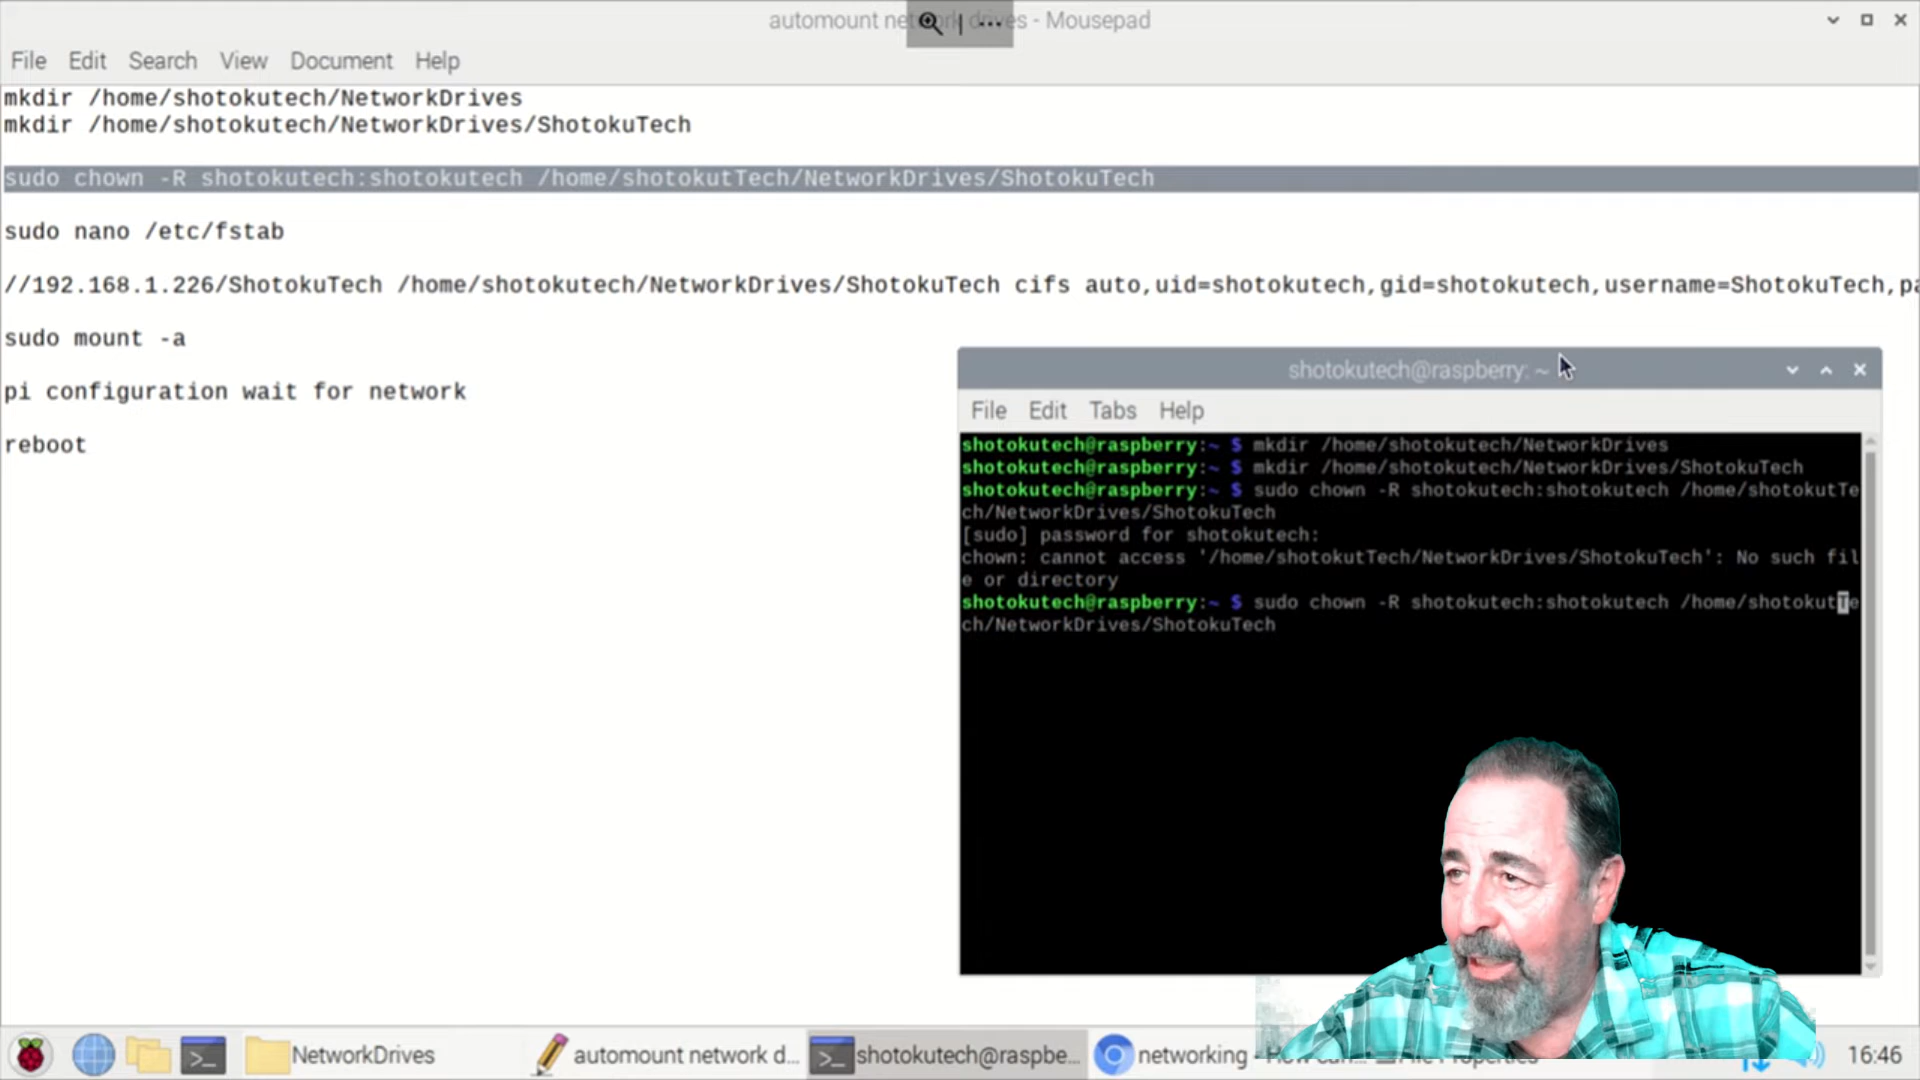 automount net drives - Mousepad
File Edit Search View Document Help
mkdir /home/shotokutech/NetworkDrives
mkdir /home/shotokutech/NetworkDrives/ShotokuTech
sudo chown -R shotokutech:shotokutech /home/shotokutTech/NetworkDrives/ShotokuTech
sudo nano /etc/fstab
//192.168.1.226/ShotokuTech /home/shotokutech/NetworkDrives/ShotokuTech cifs auto,uid=shotokutech,gid=shotokutech,username=ShotokuTech,pa
sudo mount -a
pi configuration wait for network
reboot
shotokutech@raspberry: ~
File Edit Tabs Help
shotokutech@raspberry:~ $ mkdir /home/shotokutech/NetworkDrives
shotokutech@raspberry:~ $ mkdir /home/shotokutech/NetworkDrives/ShotokuTech
shotokutech@raspberry:~ $ sudo chown -R shotokutech:shotokutech /home/shotokutTe
ch/NetworkDrives/ShotokuTech
[sudo] password for shotokutech:
chown: cannot access '/home/shotokutTech/NetworkDrives/ShotokuTech': No such fil
e or directory
shotokutech@raspberry:~ $ sudo chown -R shotokutech:shotokutech /home/shotokutTe
ch/NetworkDrives/ShotokuTech
NetworkDrives
automount network d...
shotokutech@raspbe...
networking - How can... File Properties
16:46